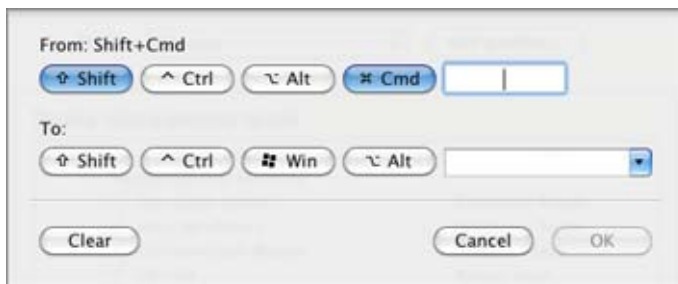 From: Shift+Cmd
⇧ Shift ^ Ctrl ⌥ Alt ⌘ Cmd
To:
⇧ Shift ^ Ctrl Win ⌥ Alt
Clear Cancel OK